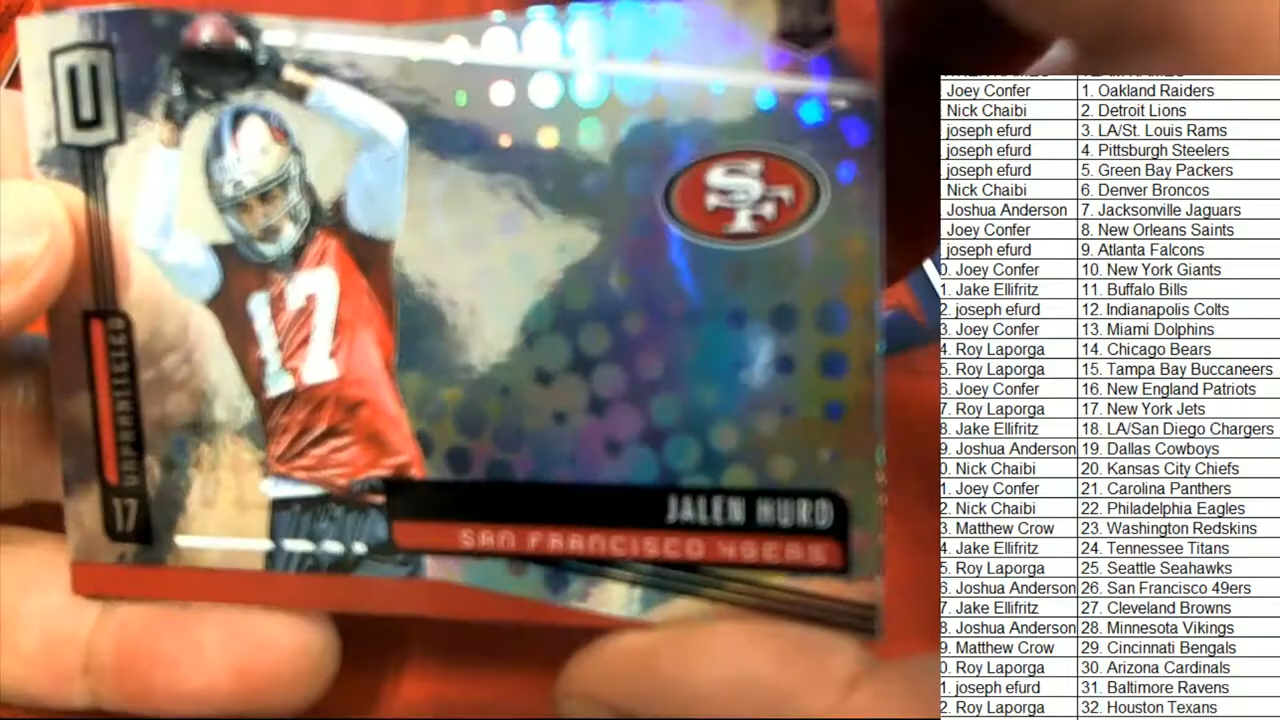 U
SF
17
UNPARALLELED
17
JALEN HURD
SAN FRANCISCO 49ERS
Joey Confer 1. Oakland Raiders
Nick Chaibi 2. Detroit Lions
joseph efurd 3. LA/St. Louis Rams
joseph efurd 4. Pittsburgh Steelers
joseph efurd 5. Green Bay Packers
Nick Chaibi 6. Denver Broncos
Joshua Anderson 7. Jacksonville Jaguars
Joey Confer 8. New Orleans Saints
joseph efurd 9. Atlanta Falcons
0. Joey Confer 10. New York Giants
1. Jake Ellifritz 11. Buffalo Bills
2. joseph efurd 12. Indianapolis Colts
3. Joey Confer 13. Miami Dolphins
4. Roy Laporga 14. Chicago Bears
5. Roy Laporga 15. Tampa Bay Buccaneers
6. Joey Confer 16. New England Patriots
7. Roy Laporga 17. New York Jets
8. Jake Ellifritz 18. LA/San Diego Chargers
9. Joshua Anderson 19. Dallas Cowboys
0. Nick Chaibi 20. Kansas City Chiefs
1. Joey Confer 21. Carolina Panthers
2. Nick Chaibi 22. Philadelphia Eagles
3. Matthew Crow 23. Washington Redskins
4. Jake Ellifritz 24. Tennessee Titans
5. Roy Laporga 25. Seattle Seahawks
6. Joshua Anderson 26. San Francisco 49ers
7. Jake Ellifritz 27. Cleveland Browns
8. Joshua Anderson 28. Minnesota Vikings
9. Matthew Crow 29. Cincinnati Bengals
0. Roy Laporga 30. Arizona Cardinals
1. joseph efurd 31. Baltimore Ravens
2. Roy Laporga 32. Houston Texans